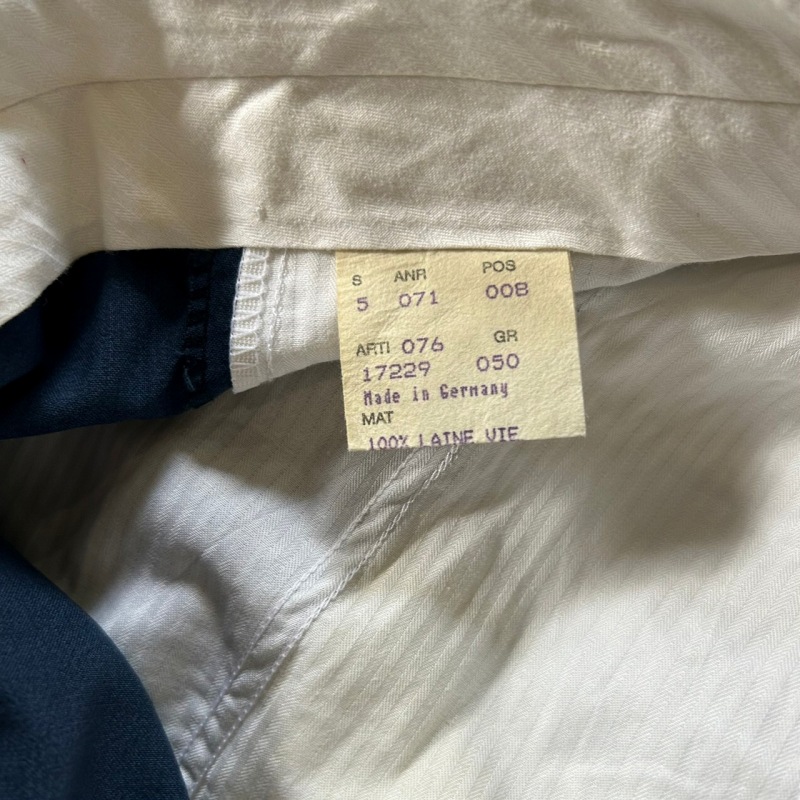 S ANR POS
5 071 008
ARTI 076 GR
17229 050
Made in Germany
MAT
100% LAINE VIE